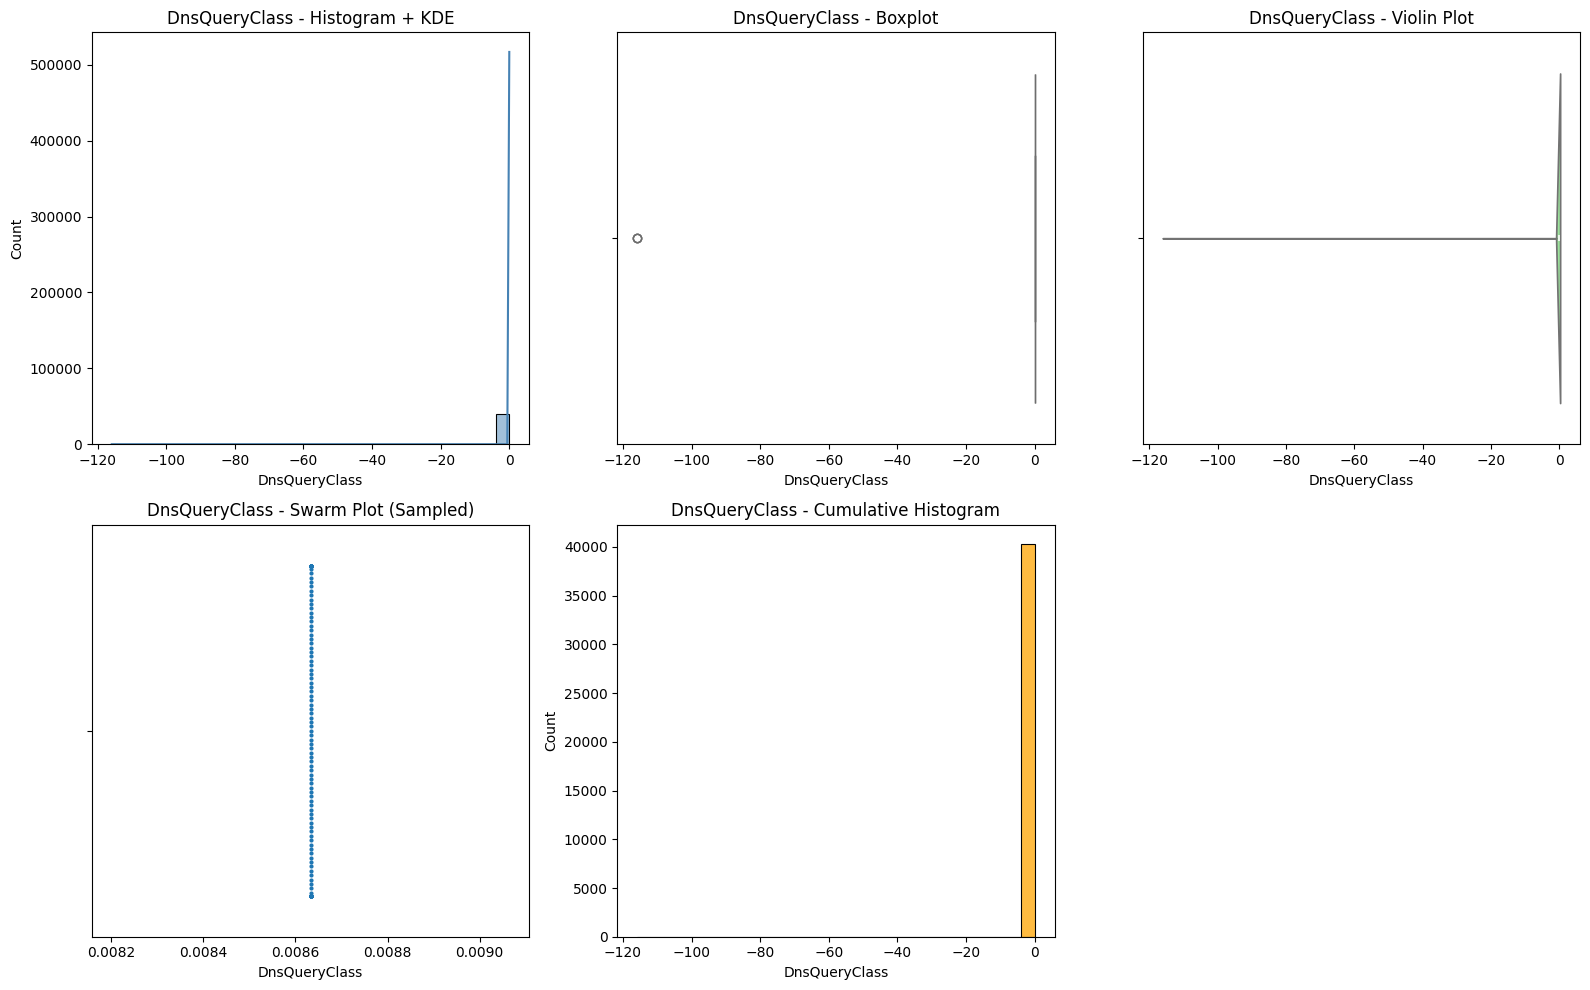 DnsQueryClass - Histogram + KDE
500000
400000
300000
200000
100000
0
Count
−120 −100 −80 −60 −40 −20 0
DnsQueryClass
DnsQueryClass - Boxplot
−120 −100 −80 −60 −40 −20 0
DnsQueryClass
DnsQueryClass - Violin Plot
−120 −100 −80 −60 −40 −20 0
DnsQueryClass
DnsQueryClass - Swarm Plot (Sampled)
0.0082 0.0084 0.0086 0.0088 0.0090
DnsQueryClass
DnsQueryClass - Cumulative Histogram
40000
35000
30000
25000
20000
15000
10000
5000
0
Count
−120 −100 −80 −60 −40 −20 0
DnsQueryClass